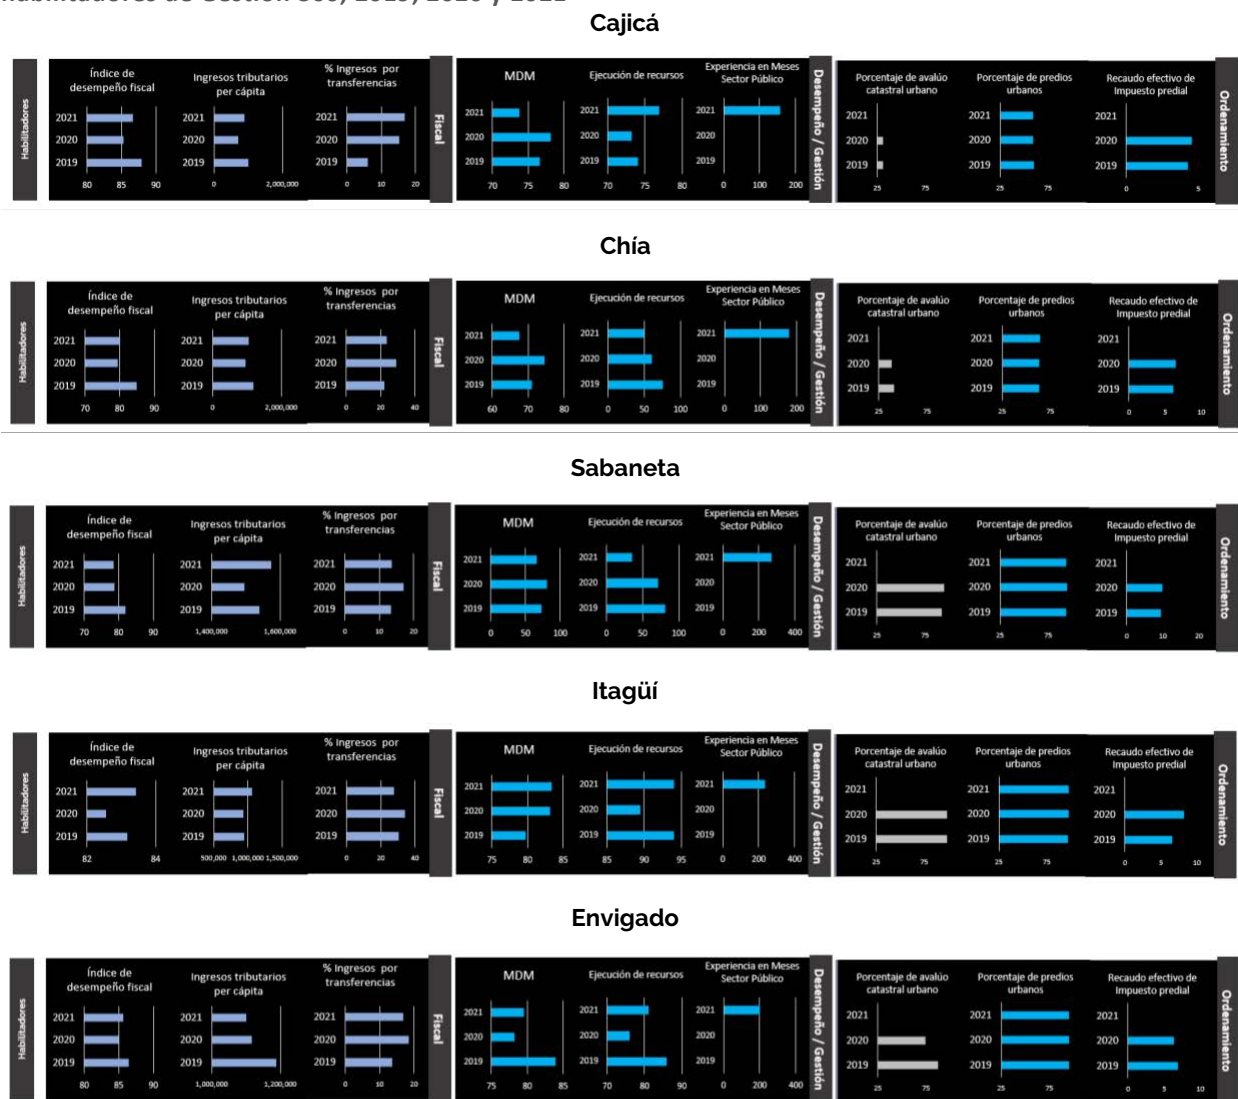 habilitadores de Gestión 360, 2019, 2020 y 2021
Cajicá
Habilitadores
Índice de
desempeño fiscal
2021
2020
2019
80 85 90
Ingresos tributarios
per cápita
2021
2020
2019
0 2,000,000
% Ingresos por
transferencias
2021
2020
2019
0 10 20
Fiscal
MDM
2021
2020
2019
70 75 80
Ejecución de recursos
2021
2020
2019
70 75 80
Experiencia en Meses
Sector Público
2021
2020
2019
0 100 200
Desempeño / Gestión
Porcentaje de avalúo
catastral urbano
2021
2020
2019
25 75
Porcentaje de predios
urbanos
2021
2020
2019
25 75
Recaudo efectivo de
Impuesto predial
2021
2020
2019
0 5
Ordenamiento
Chía
Habilitadores
Índice de
desempeño fiscal
2021
2020
2019
70 80 90
Ingresos tributarios
per cápita
2021
2020
2019
0 2,000,000
% Ingresos por
transferencias
2021
2020
2019
0 20 40
Fiscal
MDM
2021
2020
2019
60 70 80
Ejecución de recursos
2021
2020
2019
0 50 100
Experiencia en Meses
Sector Público
2021
2020
2019
0 100 200
Desempeño / Gestión
Porcentaje de avalúo
catastral urbano
2021
2020
2019
25 75
Porcentaje de predios
urbanos
2021
2020
2019
25 75
Recaudo efectivo de
Impuesto predial
2021
2020
2019
0 5 10
Ordenamiento
Sabaneta
Habilitadores
Índice de
desempeño fiscal
2021
2020
2019
70 80 90
Ingresos tributarios
per cápita
2021
2020
2019
1,400,000 1,600,000
% Ingresos por
transferencias
2021
2020
2019
0 10 20
Fiscal
MDM
2021
2020
2019
0 50 100
Ejecución de recursos
2021
2020
2019
0 50 100
Experiencia en Meses
Sector Público
2021
2020
2019
0 200 400
Desempeño / Gestión
Porcentaje de avalúo
catastral urbano
2021
2020
2019
25 75
Porcentaje de predios
urbanos
2021
2020
2019
25 75
Recaudo efectivo de
Impuesto predial
2021
2020
2019
0 10 20
Ordenamiento
Itagüí
Habilitadores
Índice de
desempeño fiscal
2021
2020
2019
82 84
Ingresos tributarios
per cápita
2021
2020
2019
500,000 1,000,000 1,500,000
% Ingresos por
transferencias
2021
2020
2019
0 20 40
Fiscal
MDM
2021
2020
2019
75 80 85
Ejecución de recursos
2021
2020
2019
85 90 95
Experiencia en Meses
Sector Público
2021
2020
2019
0 200 400
Desempeño / Gestión
Porcentaje de avalúo
catastral urbano
2021
2020
2019
25 75
Porcentaje de predios
urbanos
2021
2020
2019
25 75
Recaudo efectivo de
Impuesto predial
2021
2020
2019
0 5 10
Ordenamiento
Envigado
Habilitadores
Índice de
desempeño fiscal
2021
2020
2019
80 85 90
Ingresos tributarios
per cápita
2021
2020
2019
1,000,000 1,200,000
% Ingresos por
transferencias
2021
2020
2019
0 10 20
Fiscal
MDM
2021
2020
2019
75 80 85
Ejecución de recursos
2021
2020
2019
70 80 90
Experiencia en Meses
Sector Público
2021
2020
2019
0 200 400
Desempeño / Gestión
Porcentaje de avalúo
catastral urbano
2021
2020
2019
25 75
Porcentaje de predios
urbanos
2021
2020
2019
25 75
Recaudo efectivo de
Impuesto predial
2021
2020
2019
0 5 10
Ordenamiento